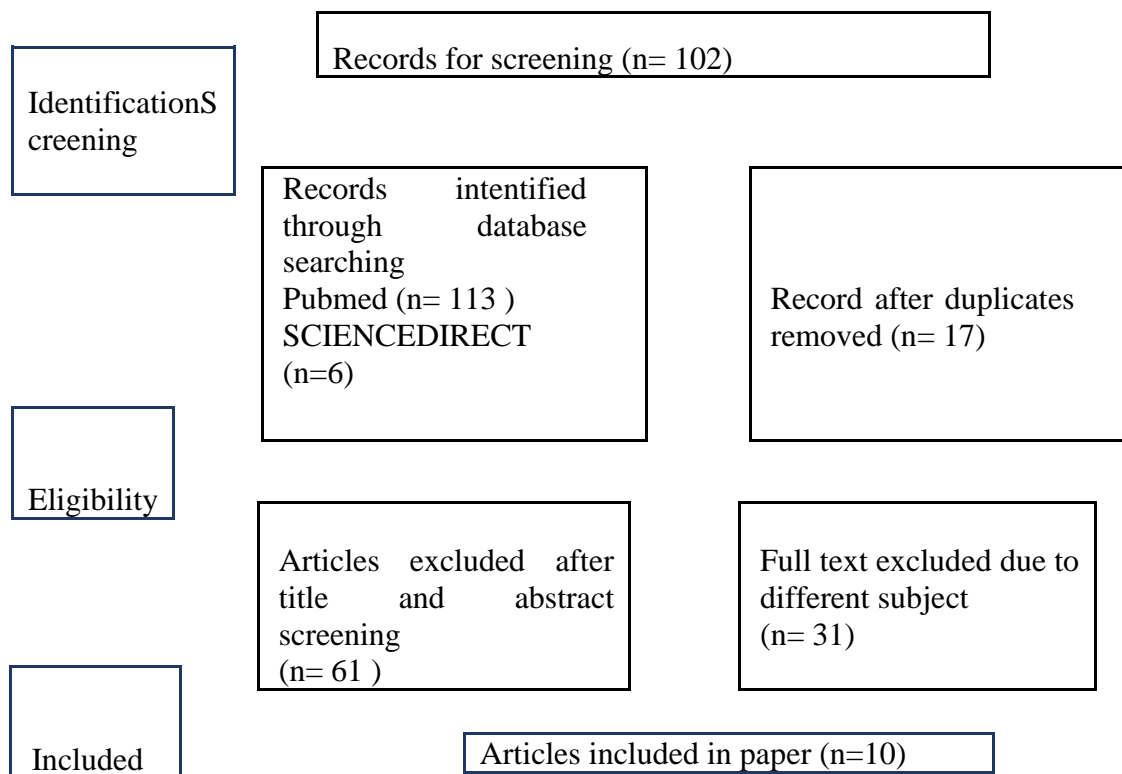 Records for screening (n= 102)
IdentificationS
creening
Records intentified
through database
searching
Pubmed (n= 113 )
SCIENCEDIRECT
(n=6)
Record after duplicates
removed (n= 17)
Eligibility
Articles excluded after
title and abstract
screening
(n= 61 )
Full text excluded due to
different subject
(n= 31)
Included
Articles included in paper (n=10)